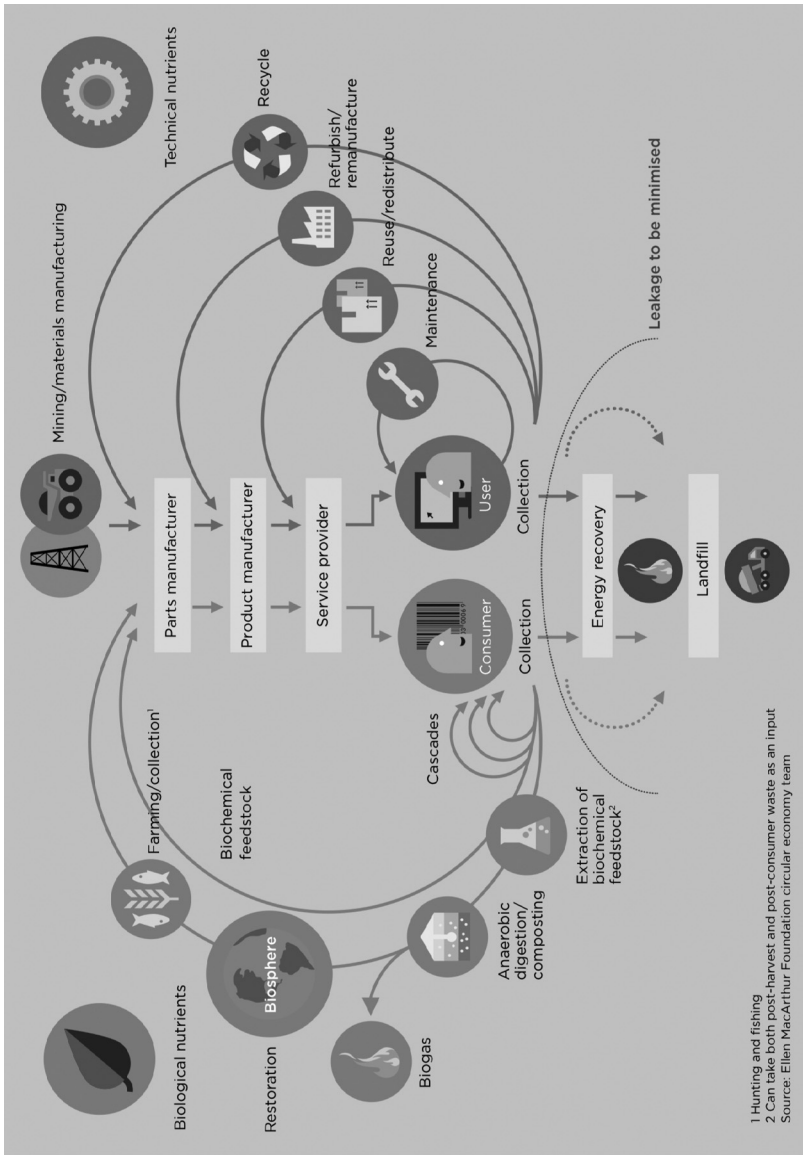 Mining/materials manufacturing
Biological nutrients
Technical nutrients
Farming/collection¹
Parts manufacturer
Recycle
Biochemical
feedstock
Restoration
Biosphere
Product manufacturer
Refurbish/
remanufacture
Service provider
Reuse/redistribute
Biogas
Cascades
Maintenance
Consumer
User
Anaerobic
digestion/
composting
Collection
Collection
Extraction of
biochemical
feedstock²
Energy recovery
Leakage to be minimised
Landfill
1 Hunting and fishing
2 Can take both post-harvest and post-consumer waste as an input
Source: Ellen MacArthur Foundation circular economy team